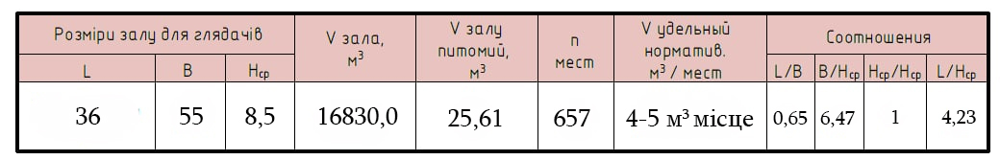 Розміри залу для глядачів
V зала,
м³
V залу
питомий,
м³
n
мест
V удельный
норматив.
м³ / мест
Соотношения
L
B
Hср
L/B
B/Hср
Hср/Hср
L/Hср
36
55
8,5
16830,0
25,61
657
4-5 м³ місце
0,65
6,47
1
4,23